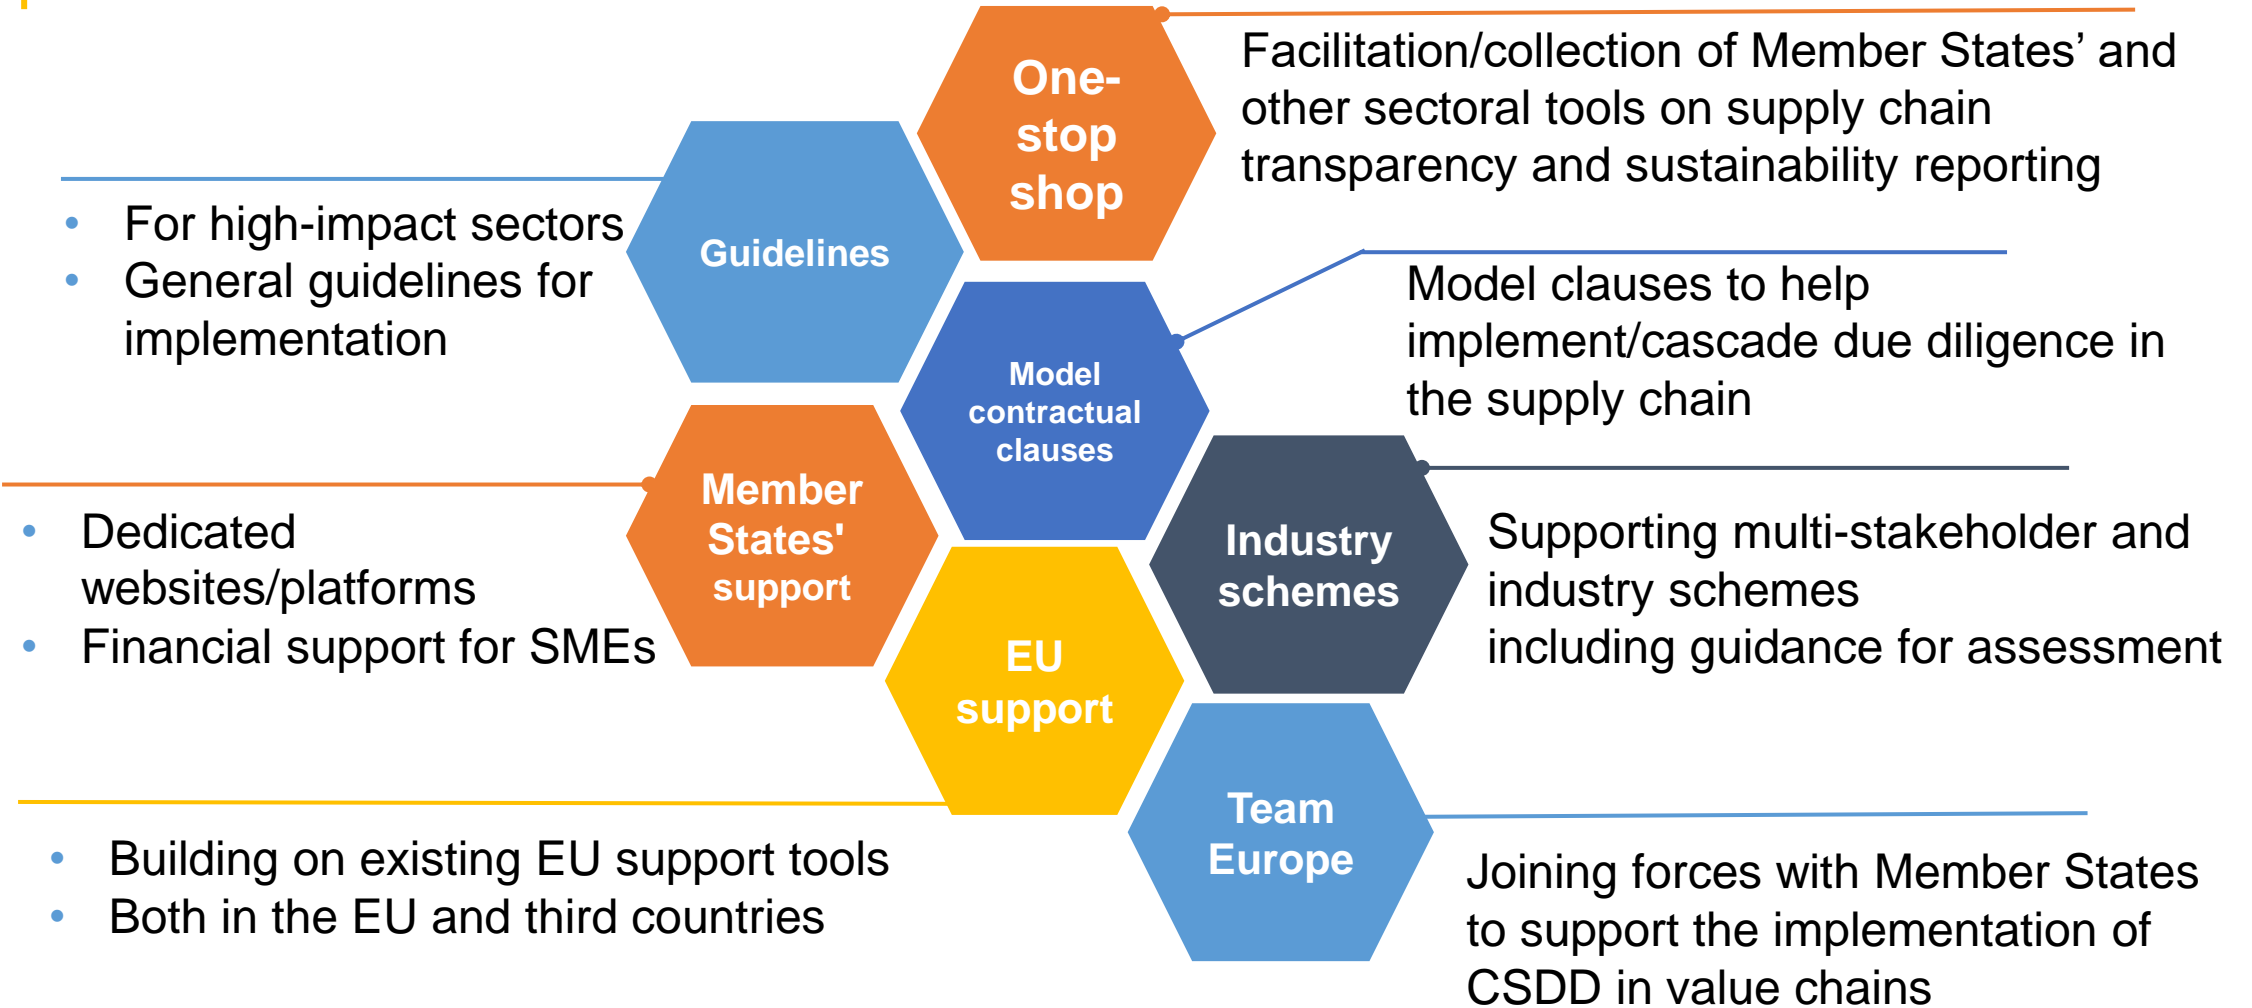 One-
stop
shop
Facilitation/collection of Member States’ and
other sectoral tools on supply chain
transparency and sustainability reporting
Guidelines
• For high-impact sectors
• General guidelines for
implementation
Model
contractual
clauses
Model clauses to help
implement/cascade due diligence in
the supply chain
Member
States'
support
• Dedicated
websites/platforms
• Financial support for SMEs
Industry
schemes
Supporting multi-stakeholder and
industry schemes
including guidance for assessment
EU
support
• Building on existing EU support tools
• Both in the EU and third countries
Team
Europe
Joining forces with Member States
to support the implementation of
CSDD in value chains